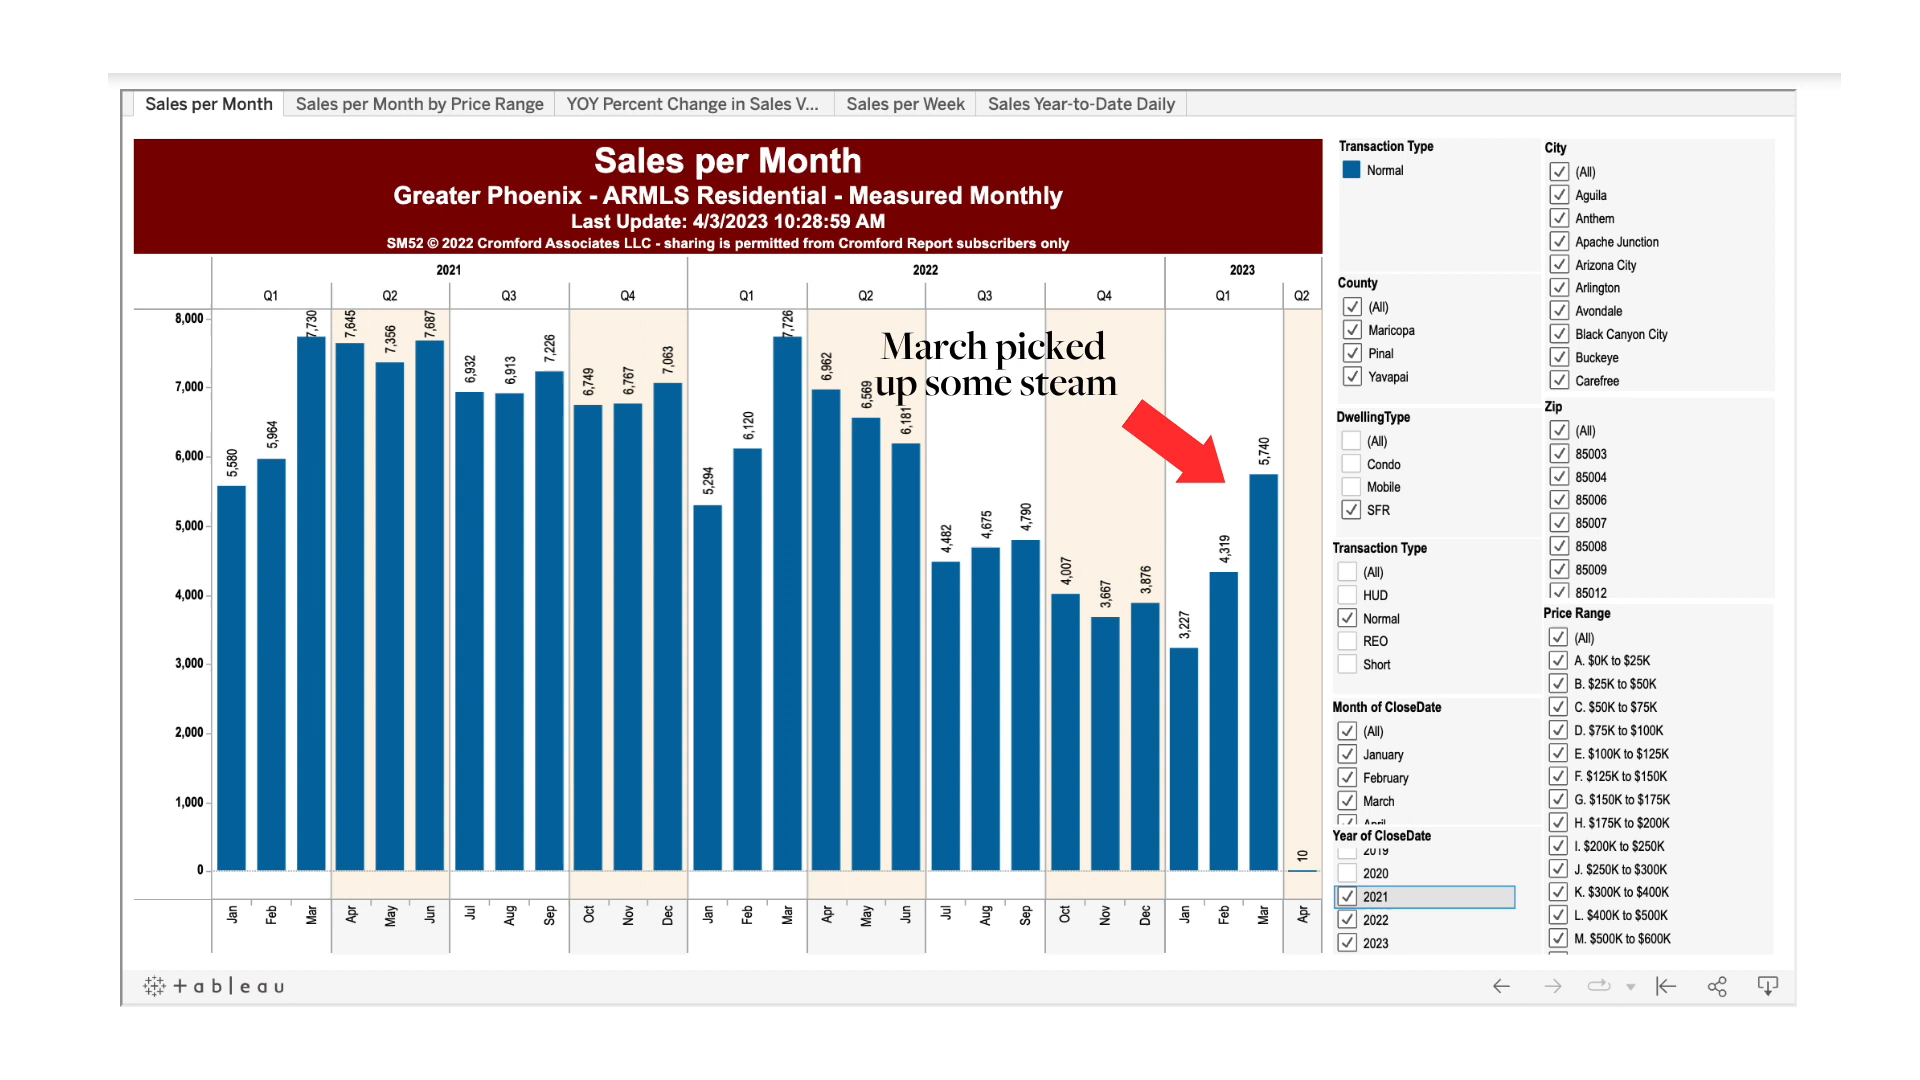 Sales per Month
Sales per Month by Price Range
YOY Percent Change in Sales V...
Sales per Week
Sales Year-to-Date Daily
Sales per Month
Greater Phoenix - ARMLS Residential - Measured Monthly
Last Update: 4/3/2023 10:28:59 AM
SM52 © 2022 Cromford Associates LLC - sharing is permitted from Cromford Report subscribers only
2021 2022 2023
Q1 Q2 Q3 Q4 Q1 Q2 Q3 Q4 Q1 Q2
8,000
7,000
6,000
5,000
4,000
3,000
2,000
1,000
0
5,580
5,964
7,730
7,645
7,356
7,687
6,932
6,913
7,226
6,749
6,767
7,063
5,294
6,120
7,726
6,962
6,569
6,181
4,482
4,675
4,790
4,007
3,667
3,876
3,227
4,319
5,740
10
March picked
up some steam
Jan Feb Mar Apr May Jun Jul Aug Sep Oct Nov Dec Jan Feb Mar Apr May Jun Jul Aug Sep Oct Nov Dec Jan Feb Mar Apr
Transaction Type
Normal
County
(All)
Maricopa
Pinal
Yavapai
DwellingType
(All)
Condo
Mobile
SFR
Transaction Type
(All)
HUD
Normal
REO
Short
Month of CloseDate
(All)
January
February
March
April
Year of CloseDate
2019
2020
2021
2022
2023
City
(All)
Aguila
Anthem
Apache Junction
Arizona City
Arlington
Avondale
Black Canyon City
Buckeye
Carefree
Zip
(All)
85003
85004
85006
85007
85008
85009
85012
Price Range
(All)
A. $0K to $25K
B. $25K to $50K
C. $50K to $75K
D. $75K to $100K
E. $100K to $125K
F. $125K to $150K
G. $150K to $175K
H. $175K to $200K
I. $200K to $250K
J. $250K to $300K
K. $300K to $400K
L. $400K to $500K
M. $500K to $600K
+ableau